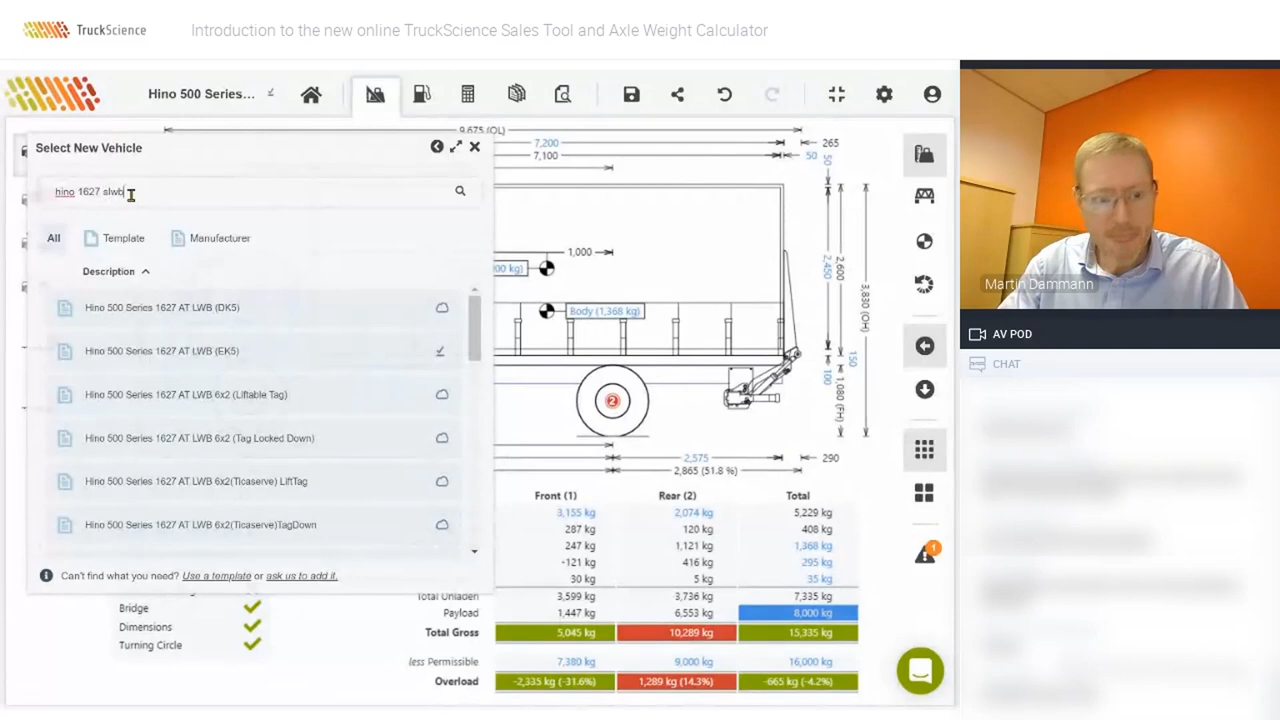 TruckScience
Introduction to the new online TruckScience Sales Tool and Axle Weight Calculator
Hino 500 Series...
9,675 (OL)
7,200
265
7,100
50
50
Select New Vehicle
hino 1627 alwb
All
Template
Manufacturer
Description
Hino 500 Series 1627 AT LWB (DK5)
Hino 500 Series 1627 AT LWB (EK5)
Hino 500 Series 1627 AT LWB 6x2 (Liftable Tag)
Hino 500 Series 1627 AT LWB 6x2 (Tag Locked Down)
Hino 500 Series 1627 AT LWB 6x2(Ticaserve) LiftTag
Hino 500 Series 1627 AT LWB 6x2(Ticaserve)TagDown
Can't find what you need? Use a template or ask us to add it.
1,000
2,450
2,600
3,830 (OH)
00 kg)
Body (1,368 kg)
150
100
1,080 (FH)
2
2,575
290
2,865 (51.8 %)
Front (1) Rear (2) Total
3,155 kg 2,074 kg 5,229 kg
287 kg 120 kg 408 kg
247 kg 1,121 kg 1,368 kg
-121 kg 416 kg 295 kg
30 kg 5 kg 35 kg
Total Unladen 3,599 kg 3,736 kg 7,335 kg
Payload 1,447 kg 6,553 kg 8,000 kg
Total Gross 5,045 kg 10,289 kg 15,335 kg
less Permissible 7,380 kg 9,000 kg 16,000 kg
Overload -2,335 kg (-31.6%) 1,289 kg (14.3%) -665 kg (-4.2%)
Bridge
Dimensions
Turning Circle
1
Martin Dammann
AV POD
CHAT